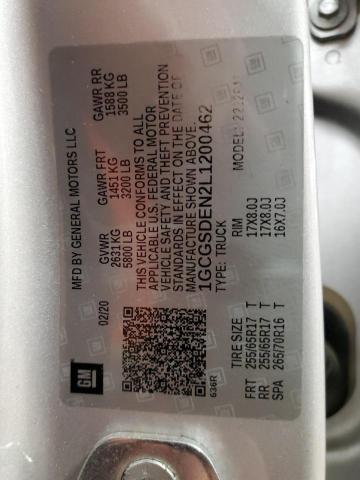 MFD BY GENERAL MOTORS LLC
02/20
GVWR GAWR FRT GAWR RR
2631 KG 1451 KG 1588 KG
5800 LB 3200 LB 3500 LB
THIS VEHICLE CONFORMS TO ALL
APPLICABLE U.S. FEDERAL MOTOR
VEHICLE SAFETY AND THEFT PREVENTION
STANDARDS IN EFFECT ON THE DATE OF
MANUFACTURE SHOWN ABOVE.
1GCGSDEN2L1200462
TYPE: TRUCK MODEL:
GM
636R
TIRE SIZE RIM
FRT 255/65R17 T 17X8.0J
RR 255/65R17 T 17X8.0J
SPA 265/70R16 T 16X7.0J